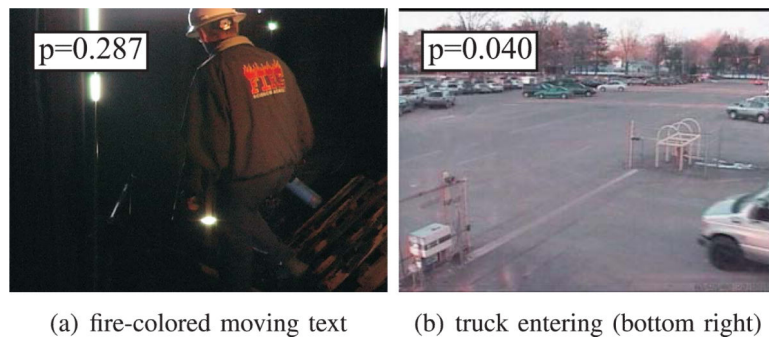 p=0.287
p=0.040
(a) fire-colored moving text
(b) truck entering (bottom right)